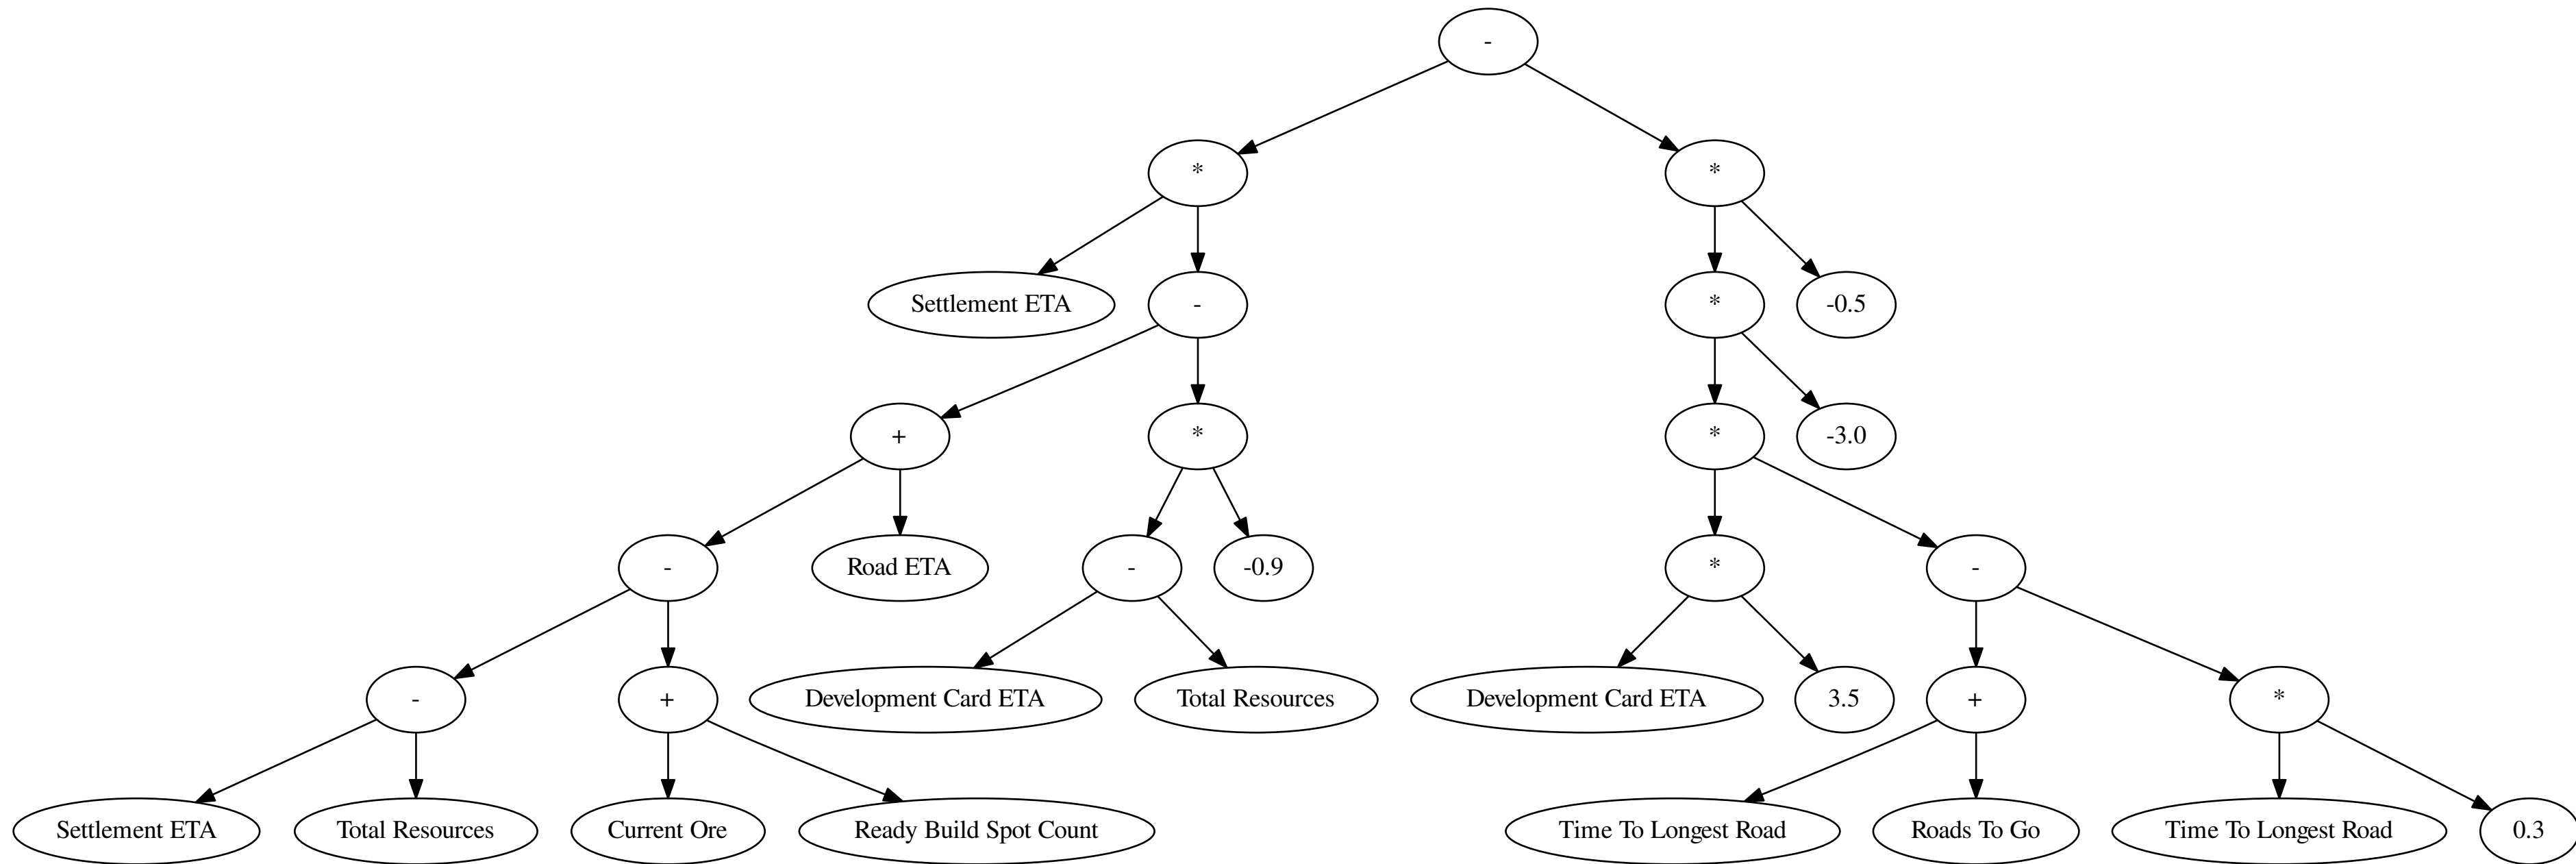 -
*
*
Settlement ETA
-
*
-0.5
+
*
*
-3.0
-
Road ETA
-
-0.9
*
-
-
+
Development Card ETA
Total Resources
Development Card ETA
3.5
+
*
Settlement ETA
Total Resources
Current Ore
Ready Build Spot Count
Time To Longest Road
Roads To Go
Time To Longest Road
0.3